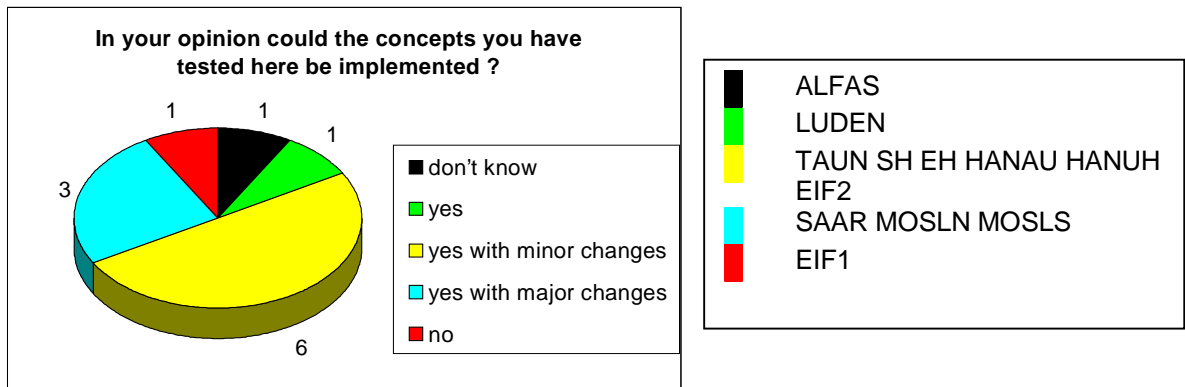 In your opinion could the concepts you have
tested here be implemented ?
1
1
1
3
6
don't know
yes
yes with minor changes
yes with major changes
no
ALFAS
LUDEN
TAUN SH EH HANAU HANUH
EIF2
SAAR MOSLN MOSLS
EIF1